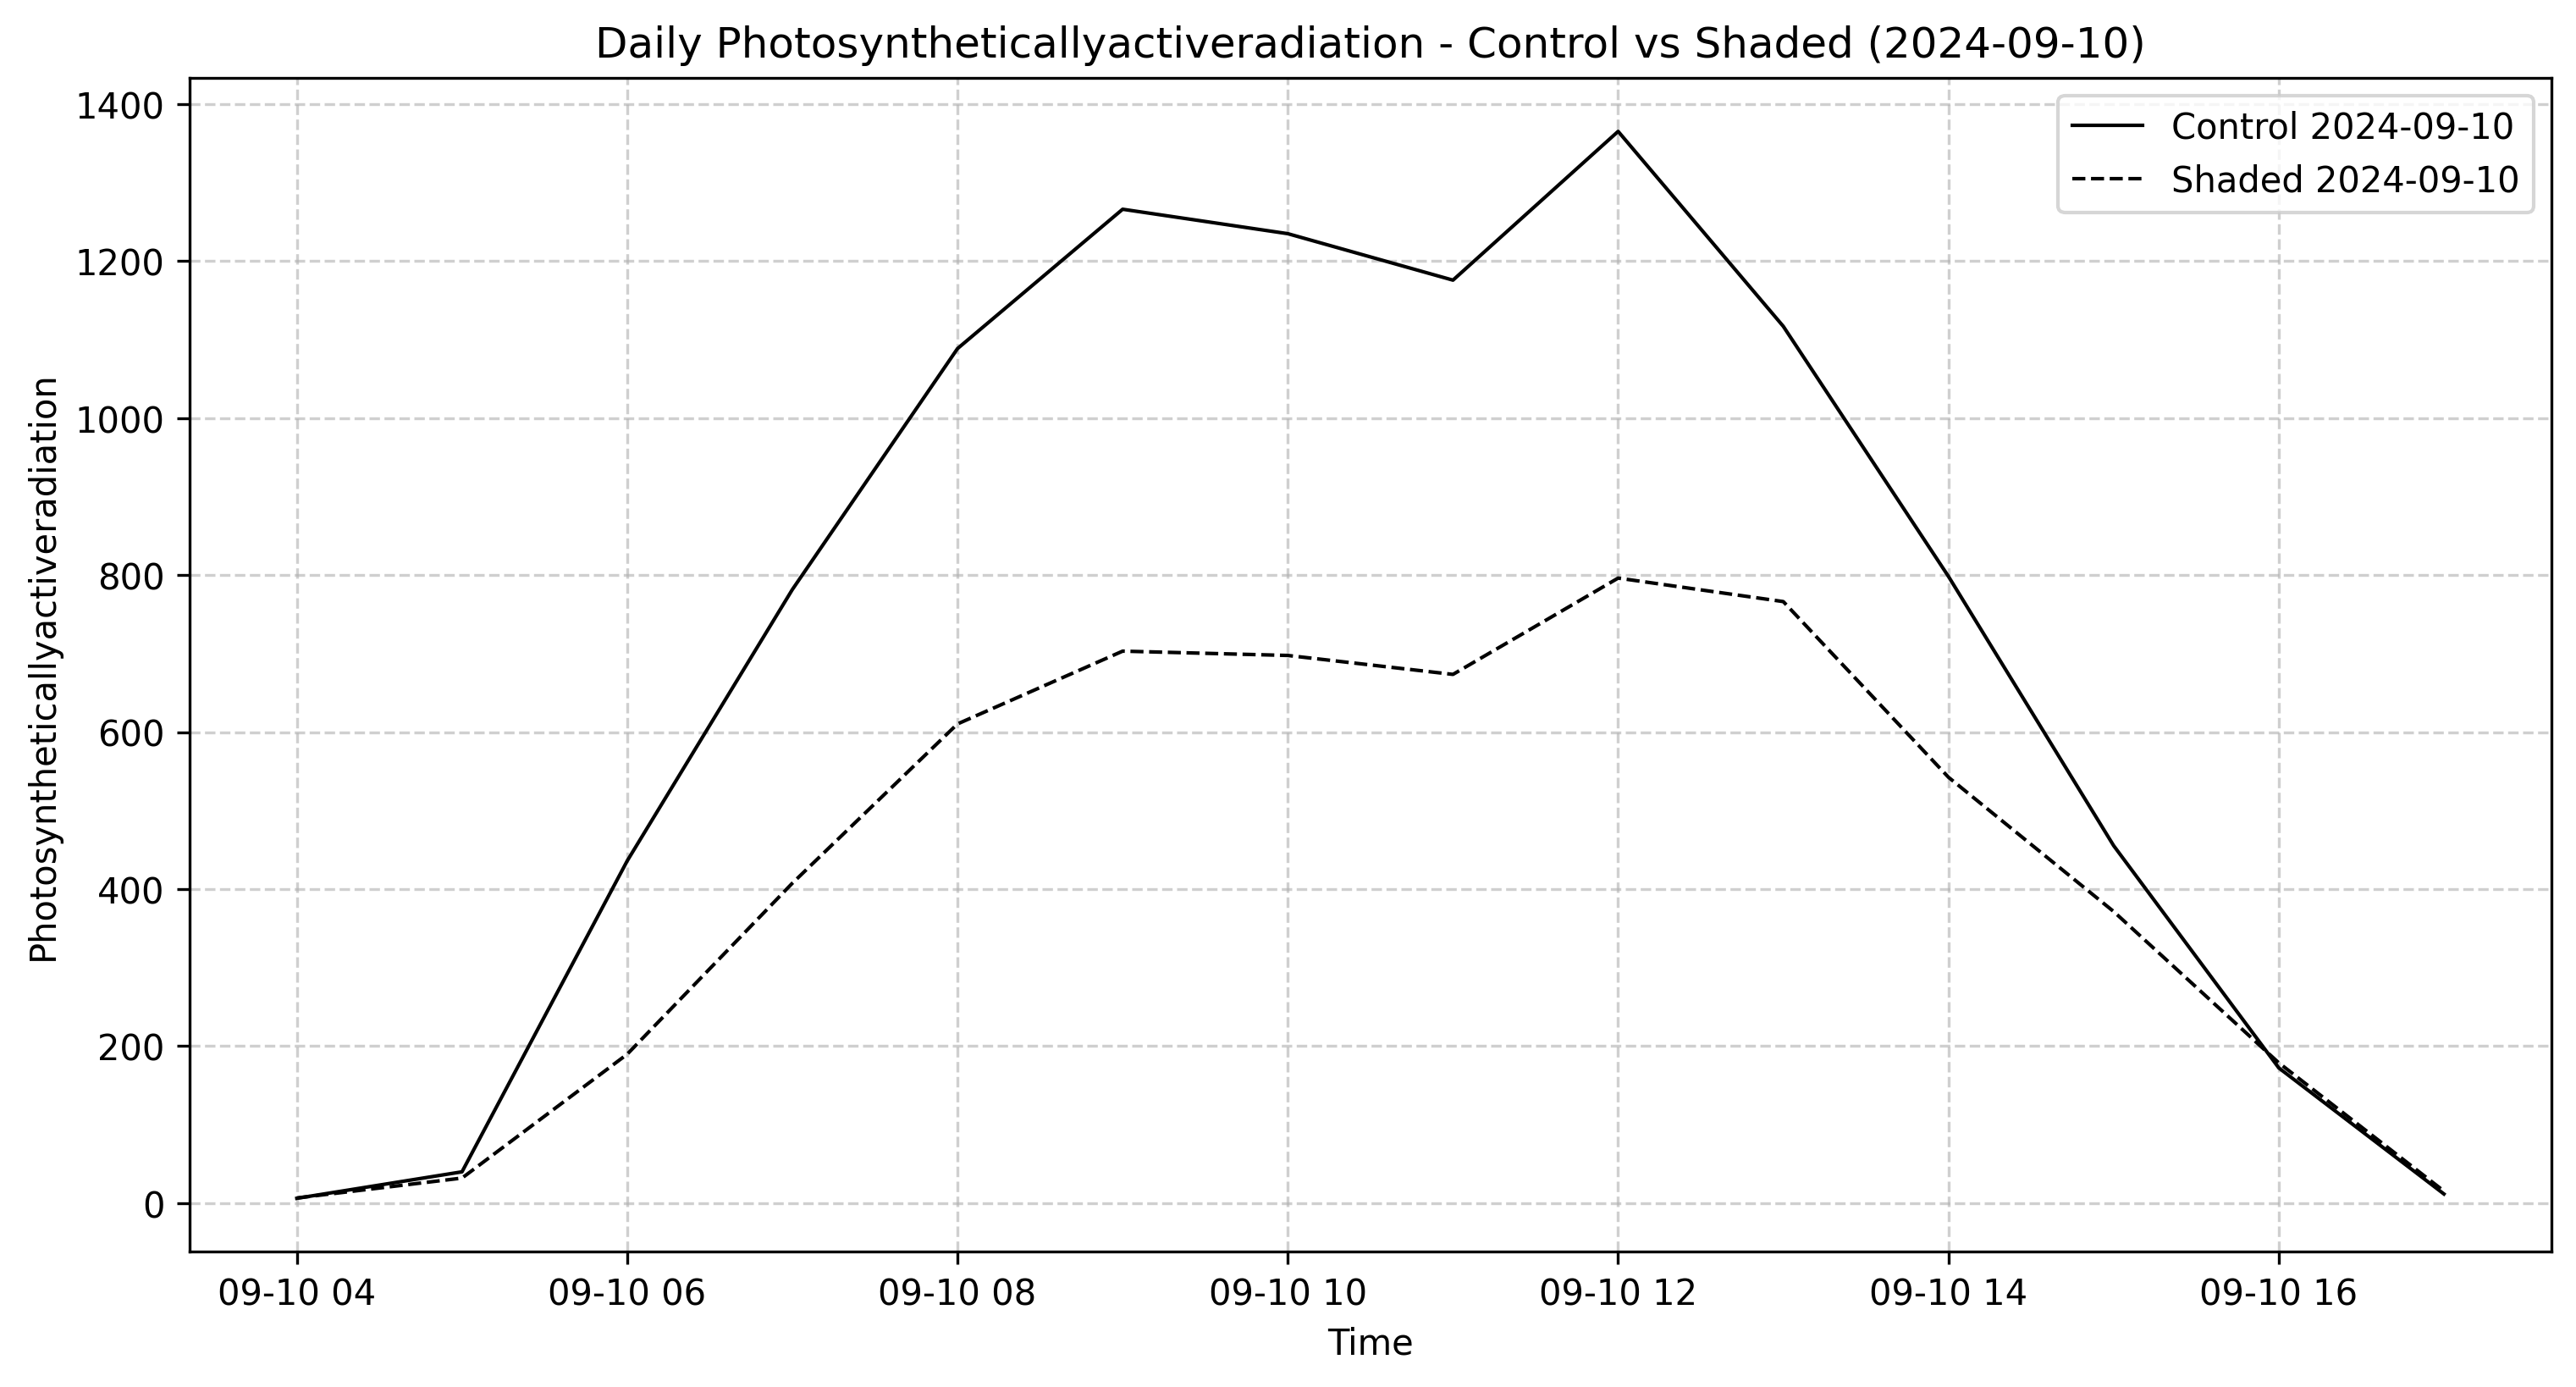 Daily Photosyntheticallyactiveradiation - Control vs Shaded (2024-09-10)
Control 2024-09-10
Shaded 2024-09-10
Photosyntheticallyactiveradiation
1400
1200
1000
800
600
400
200
0
09-10 04 09-10 06 09-10 08 09-10 10 09-10 12 09-10 14 09-10 16
Time